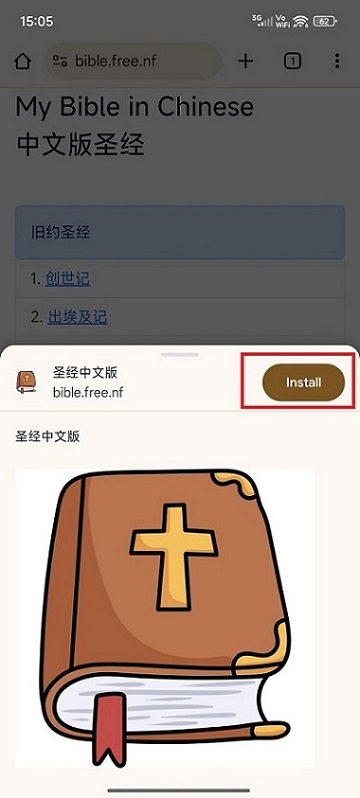 15:05
3G Vo WiFi 6 62
bible.free.nf
1
My Bible in Chinese
中文版圣经
旧约圣经
1. 创世记
2. 出埃及记
圣经中文版
bible.free.nf
Install
圣经中文版